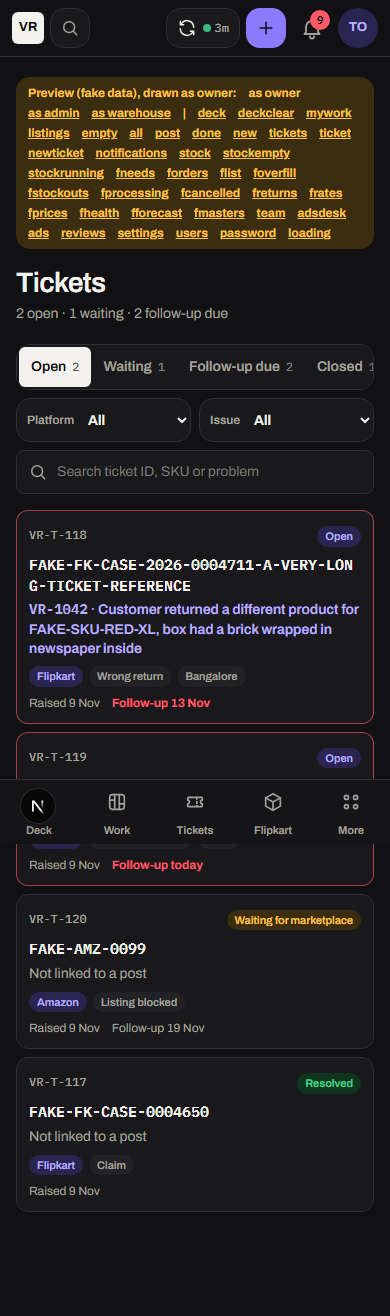 VR
3m
9
TO
Preview (fake data), drawn as owner: as owner
as admin as warehouse | deck deckclear mywork
listings empty all post done new tickets ticket
newticket notifications stock stockempty
stockrunning fneeds forders flist foverfill
fstockouts fprocessing fcancelled freturns frates
fprices fhealth fforecast fmasters team adsdesk
ads reviews settings users password loading
Tickets
2 open · 1 waiting · 2 follow-up due
Open 2 Waiting 1 Follow-up due 2 Closed
Platform All Issue All
Search ticket ID, SKU or problem
VR-T-118 Open
FAKE-FK-CASE-2026-0004711-A-VERY-LON
G-TICKET-REFERENCE
VR-1042 · Customer returned a different product for
FAKE-SKU-RED-XL, box had a brick wrapped in
newspaper inside
Flipkart Wrong return Bangalore
Raised 9 Nov Follow-up 13 Nov
VR-T-119 Open
N
Deck Work Tickets Flipkart More
Raised 9 Nov Follow-up today
VR-T-120 Waiting for marketplace
FAKE-AMZ-0099
Not linked to a post
Amazon Listing blocked
Raised 9 Nov Follow-up 19 Nov
VR-T-117 Resolved
FAKE-FK-CASE-0004650
Not linked to a post
Flipkart Claim
Raised 9 Nov